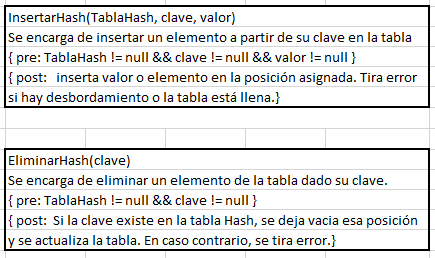 InsertarHash(TablaHash, clave, valor)
Se encarga de insertar un elemento a partir de su clave en la tabla
{ pre: TablaHash != null && clave != null && valor != null }
{ post:   inserta valor o elemento en la posición asignada. Tira error
si hay desbordamiento o la tabla está llena.}
EliminarHash(clave)
Se encarga de eliminar un elemento de la tabla dado su clave.
{ pre: TablaHash != null && clave != null }
{ post:  Si la clave existe en la tabla Hash, se deja vacia esa posición
y se actualiza la tabla. En caso contrario, se tira error.}